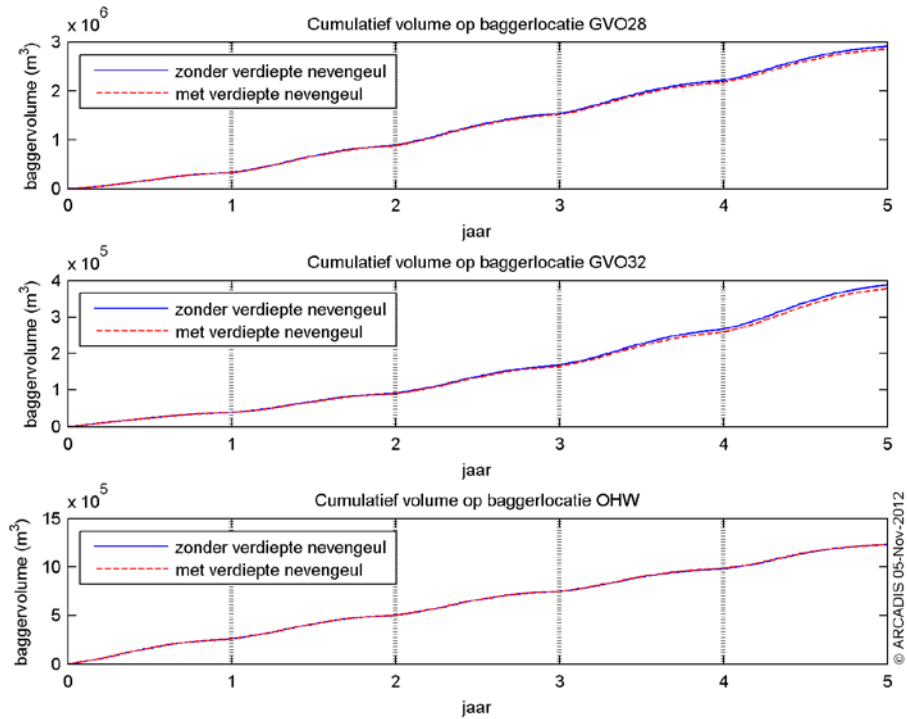 Cumulatief volume op baggerlocatie GVO28
x 10^6
baggervolume (m^3)
3
2
1
0
zonder verdiepte nevengeul
met verdiepte nevengeul
0 1 2 3 4 5
jaar
Cumulatief volume op baggerlocatie GVO32
x 10^5
baggervolume (m^3)
4
3
2
1
0
zonder verdiepte nevengeul
met verdiepte nevengeul
0 1 2 3 4 5
jaar
Cumulatief volume op baggerlocatie OHW
x 10^5
baggervolume (m^3)
15
10
5
0
zonder verdiepte nevengeul
met verdiepte nevengeul
0 1 2 3 4 5
jaar
© ARCADIS 05-Nov-2012